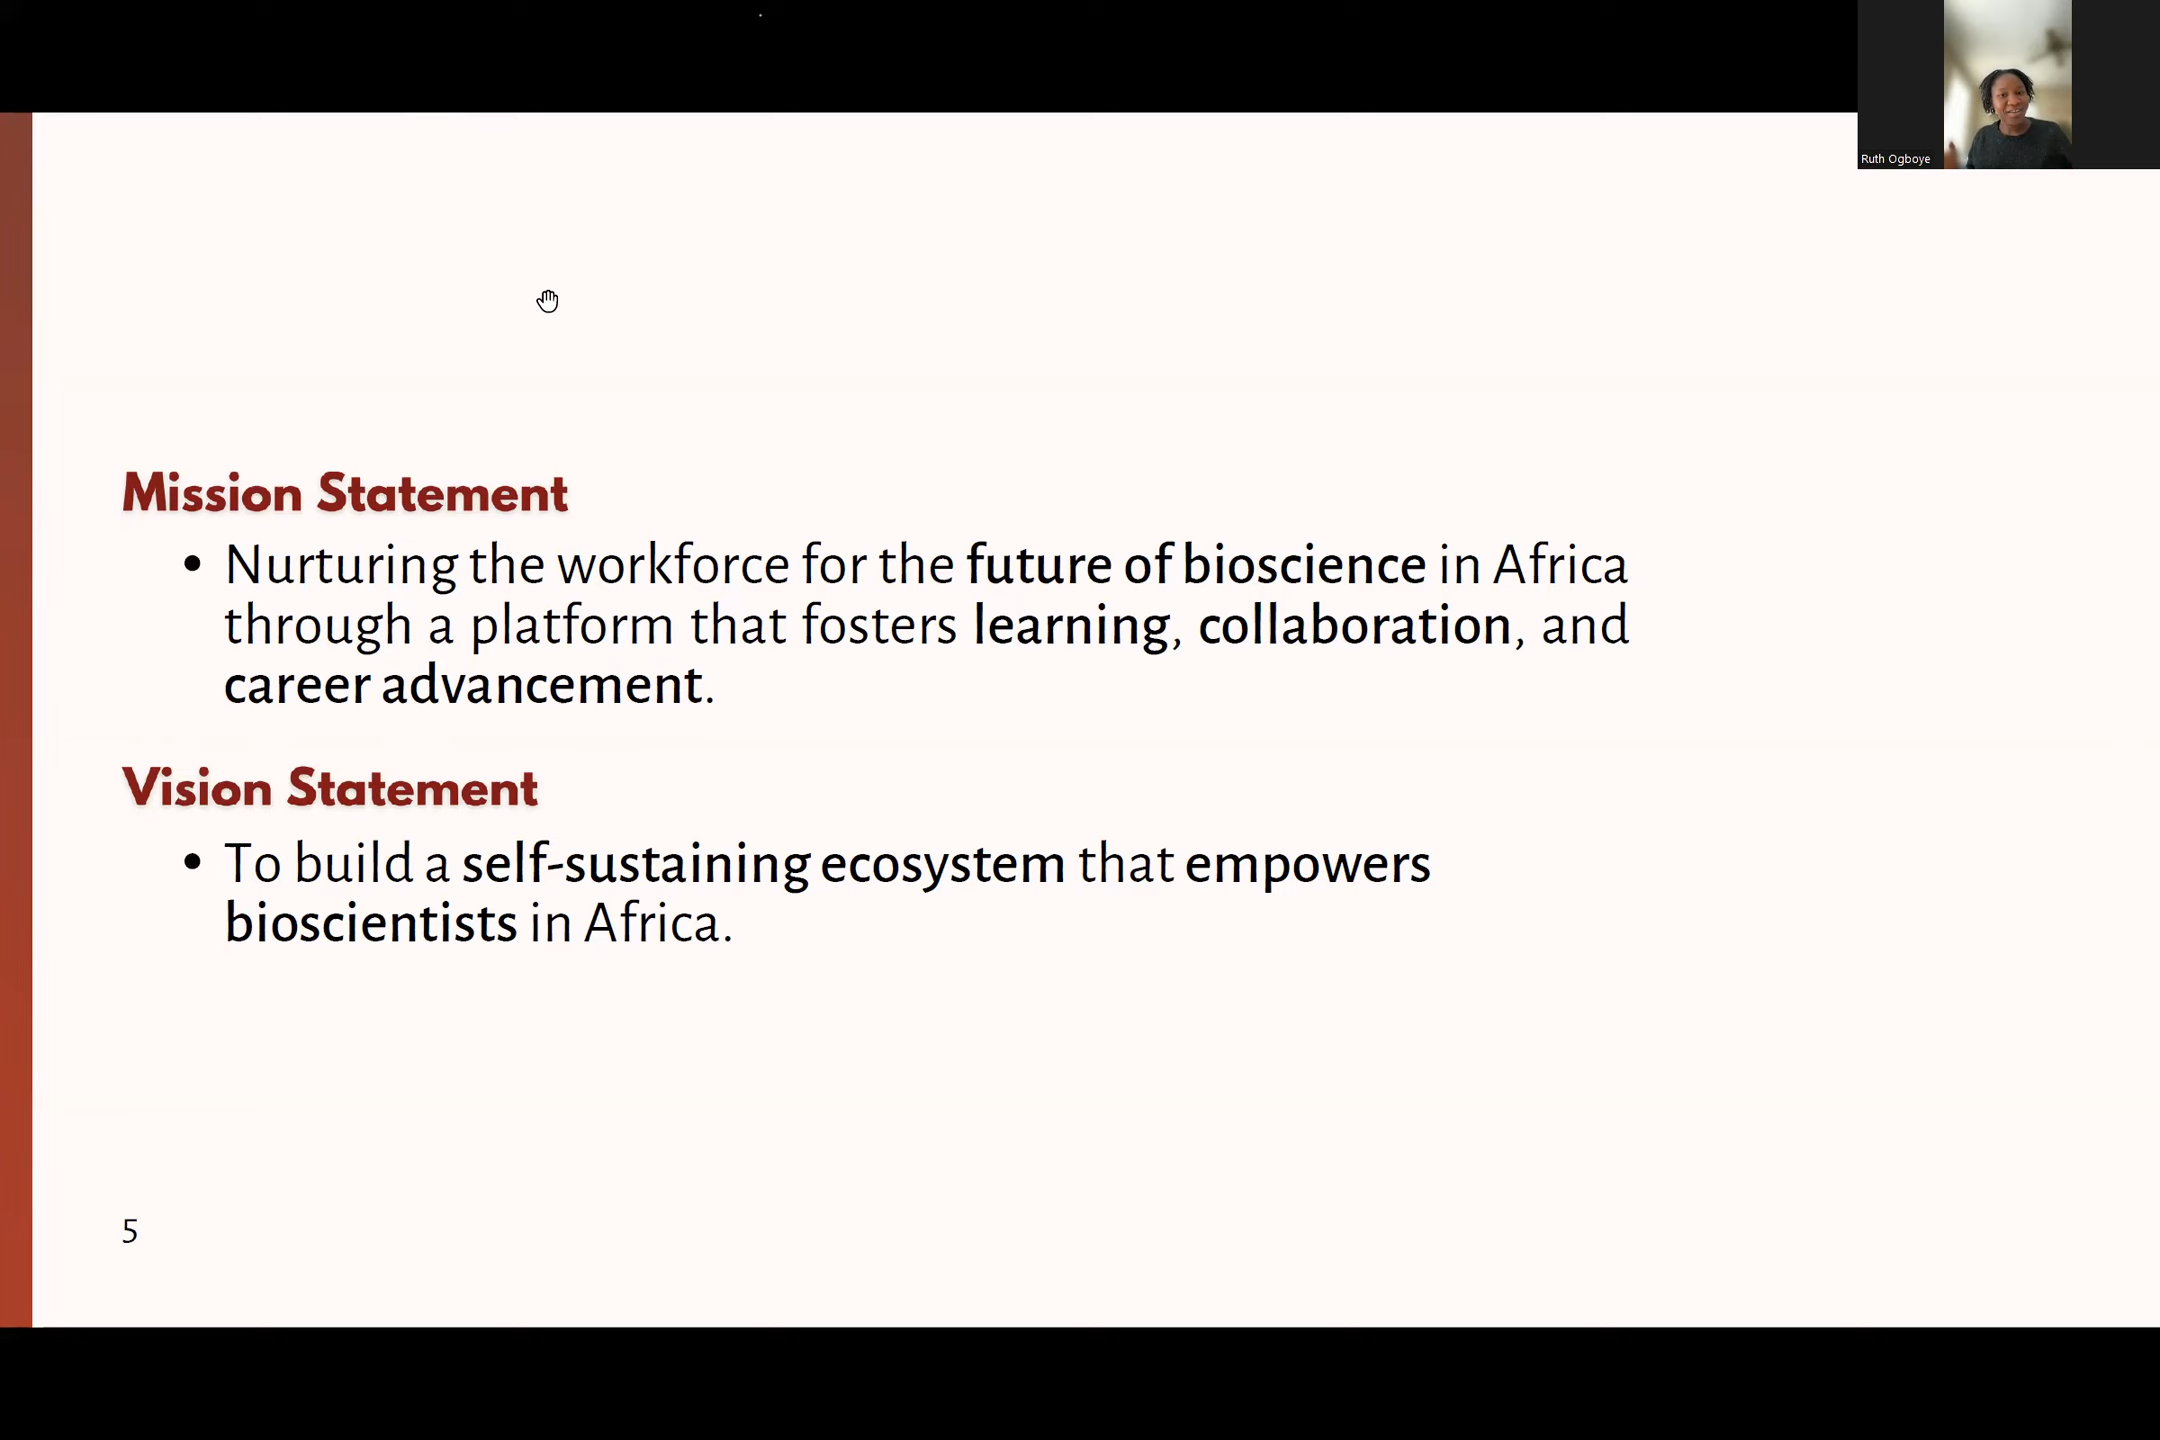 Ruth Ogboye
Mission Statement
• Nurturing the workforce for the future of bioscience in Africa
through a platform that fosters learning, collaboration, and
career advancement.
Vision Statement
• To build a self-sustaining ecosystem that empowers
bioscientists in Africa.
5